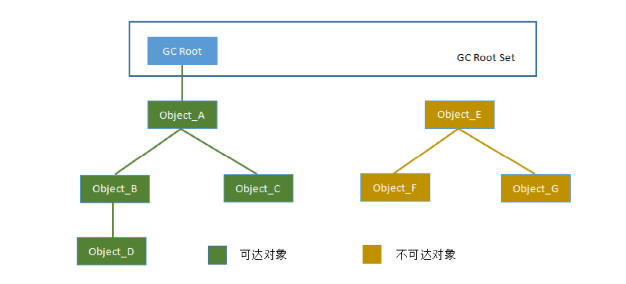 GC Root
GC Root Set
Object_A
Object_E
Object_B
Object_C
Object_F
Object_G
Object_D
可达对象
不可达对象